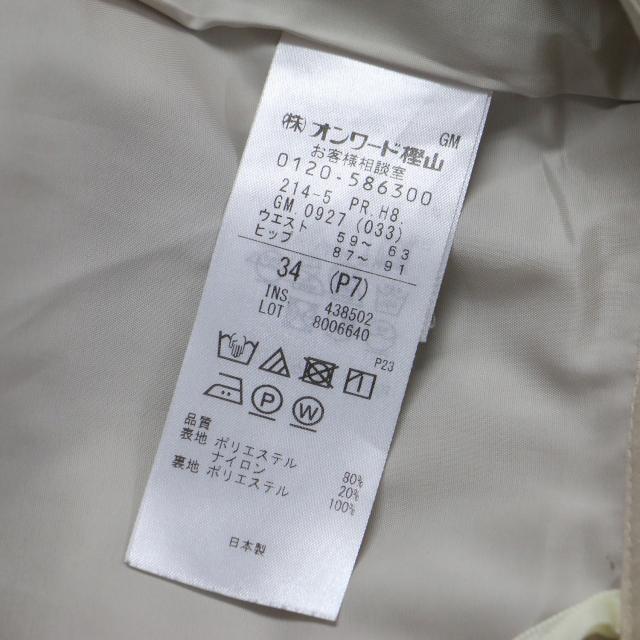 (株)オンワード樫山 GM
お客様相談室
0120-586300
214-5 PR.H8.
GM.0927 (033)
ウエスト 59〜 63
ヒップ 87〜 91
34 (P7)
INS. 438502
LOT 8006640
P23
P W
品質
表地 ポリエステル 80%
ナイロン 20%
裏地 ポリエステル 100%
日本製